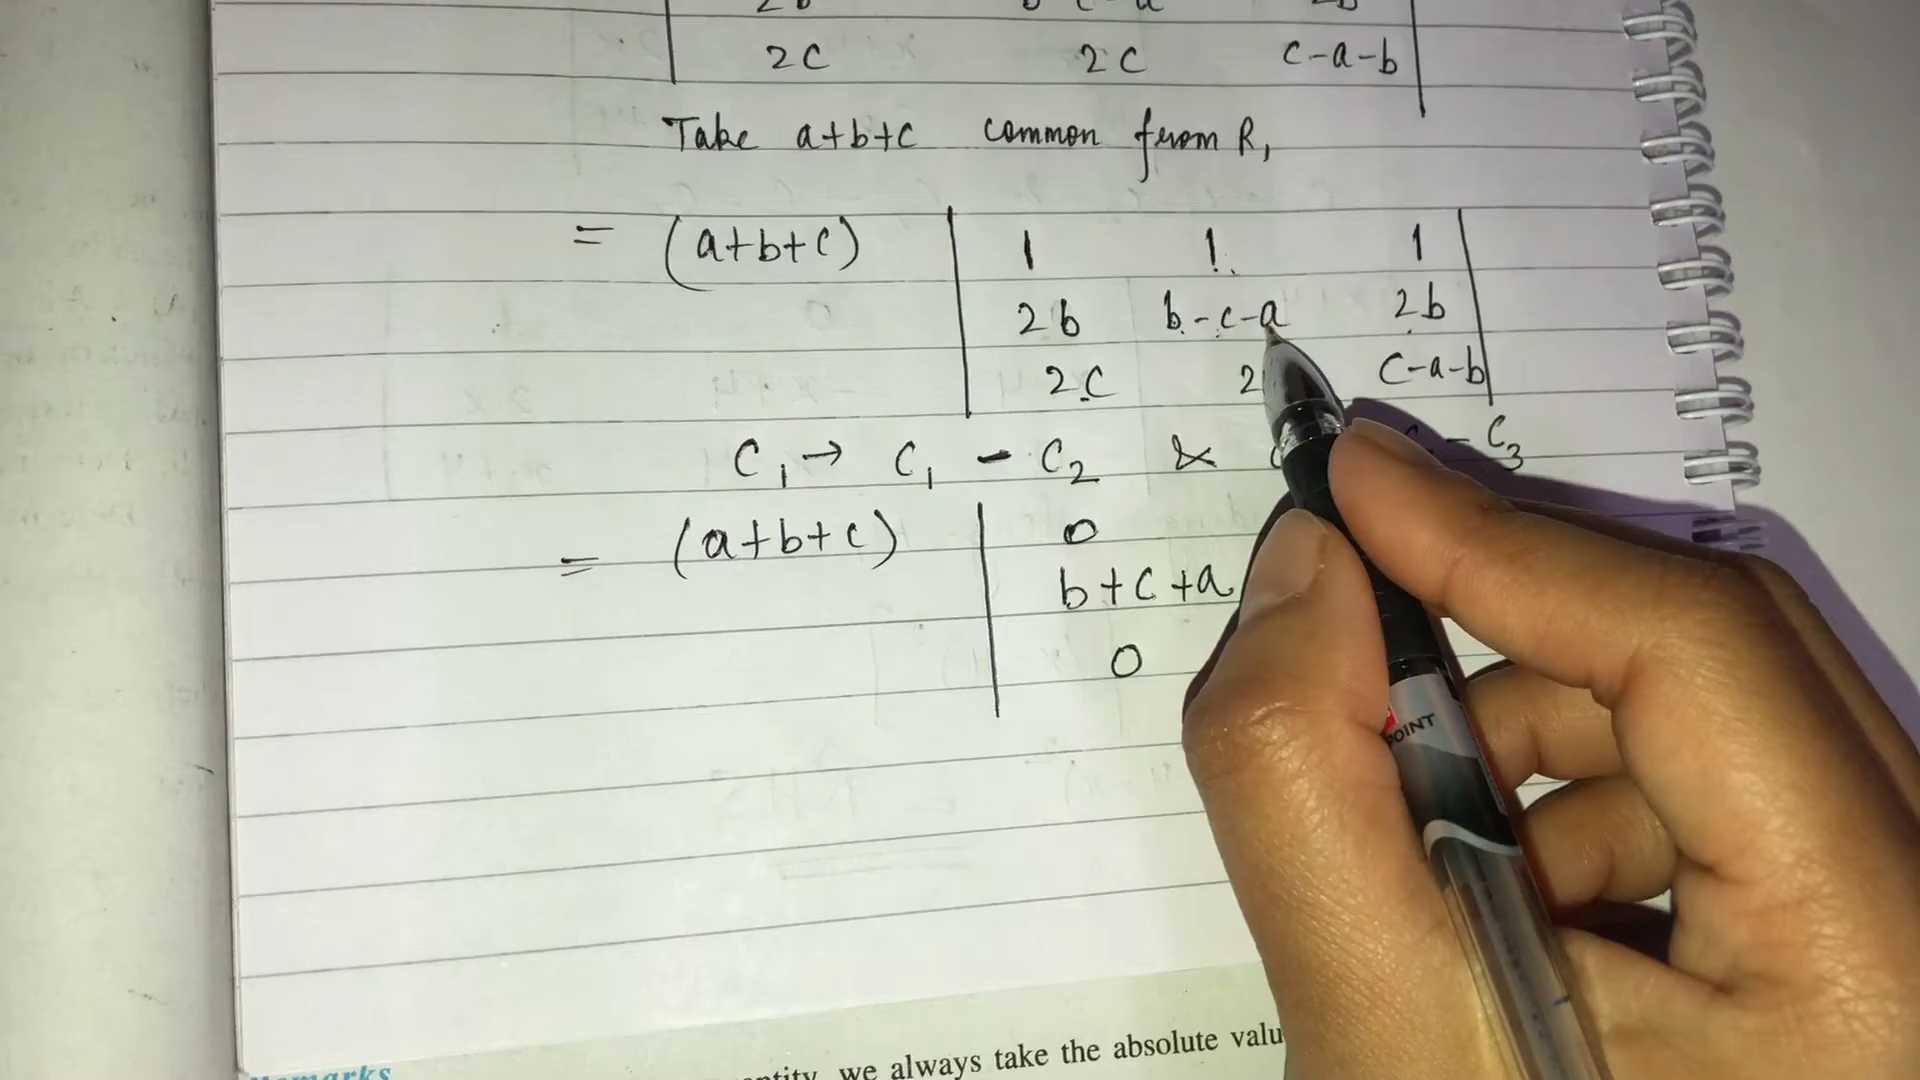 2C 2C C-a-b
Take a+b+c common from R₁
= (a+b+c) | 1 1 1 |
2b b-c-a 2b
2C 2 C-a-b
C₁ → C₁ - C₂ & - C₃
= (a+b+c) | 0
b+c+a
0
POINT
we always take the absolute valu